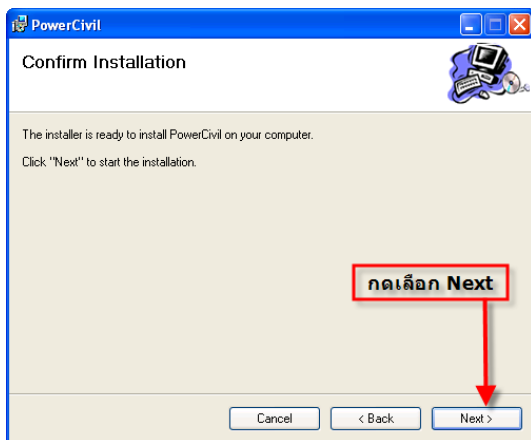 PowerCivil
Confirm Installation
The installer is ready to install PowerCivil on your computer.
Click "Next" to start the installation.
กดเลือก Next
Cancel
< Back
Next >